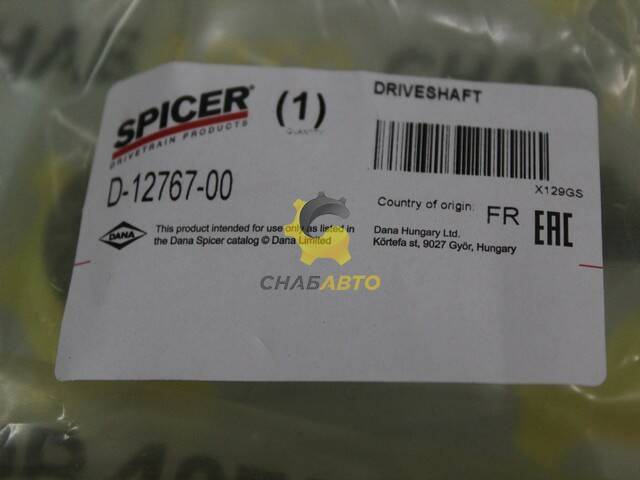 СНАБ
SPICER®
DRIVETRAIN PRODUCTS
(1)
QUANTITY
DRIVESHAFT
X129GS
D-12767-00
Country of origin: FR
EAC
DANA
This product intended for use only as listed in
the Dana Spicer catalog © Dana Limited
Dana Hungary Ltd.
Körtefa st, 9027 Györ, Hungary
СНАБАВТО